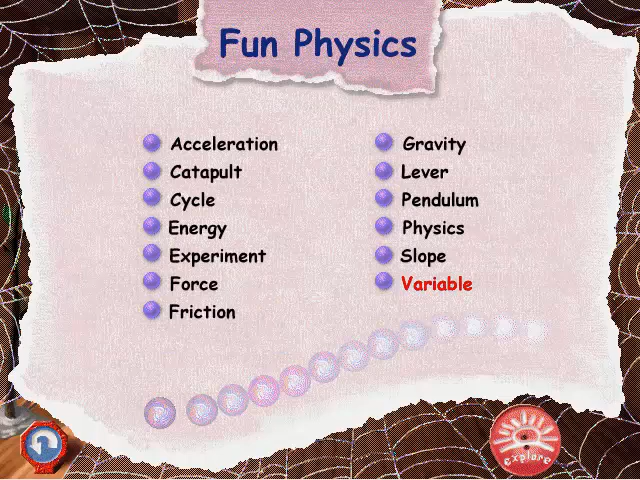 Fun Physics
Acceleration
Catapult
Cycle
Energy
Experiment
Force
Friction
Gravity
Lever
Pendulum
Physics
Slope
Variable
explore